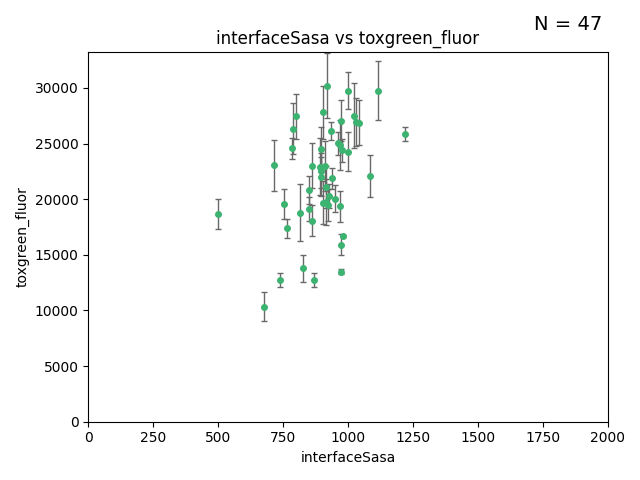 N = 47
interfaceSasa vs toxgreen_fluor
30000
25000
20000
15000
10000
5000
0
toxgreen_fluor
0 250 500 750 1000 1250 1500 1750 2000
interfaceSasa